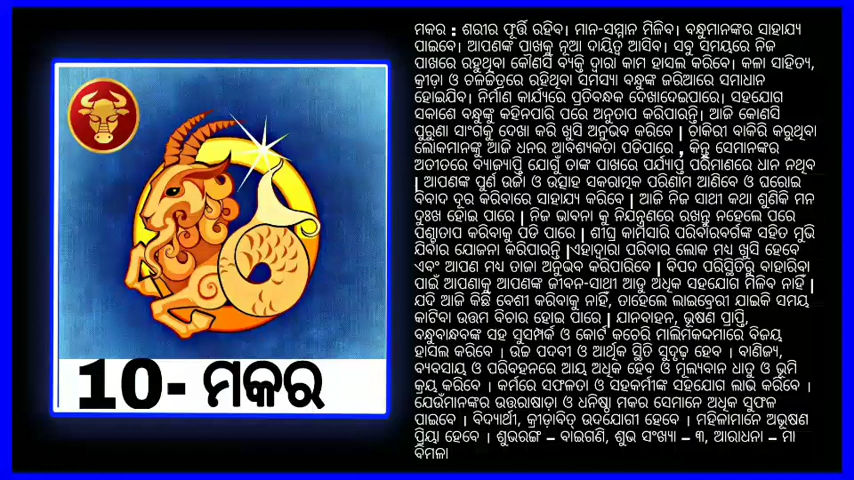 10- ମକର
ମକର : ଶରୀର ଫୂର୍ତ୍ତି ରହିବ। ମାନ-ସମ୍ମାନ ମିଳିବ। ବନ୍ଧୁମାନଙ୍କର ସାହାଯ୍ୟ
ପାଇବେ। ଆପଣଙ୍କ ପାଖକୁ ନୂଆ ଦାୟିତ୍ୱ ଆସିବ। ସବୁ ସମୟରେ ନିଜ
ପାଖରେ ରହୁଥିବା କୌଣସି ବ୍ୟକ୍ତି ଦ୍ୱାରା କାମ ହାସଲ କରିବେ। କଳା ସାହିତ୍ୟ,
କ୍ରୀଡ଼ା ଓ ଚଳଚିତ୍ରରେ ରହିଥିବା ସମସ୍ୟା ବନ୍ଧୁଙ୍କ ଜରିଆରେ ସମାଧାନ
ହୋଇଯିବ। ନିର୍ମାଣ କାର୍ଯ୍ୟରେ ପ୍ରତିବନ୍ଧକ ଦେଖାଦେଇପାରେ। ସହଯୋଗ
ସକାଶେ ବନ୍ଧୁଙ୍କୁ କହିନପାରି ପରେ ଅନୁତାପ କରିପାରନ୍ତି। ଆଜି କୋଣସି
ପୁରୁଣା ସାଂଗକୁ ଦେଖା କରି ଖୁସି ଅନୁଭବ କରିବେ | ଚାକିରୀ ବାକିରି କରୁଥିବା
ଲୋକମାନଙ୍କୁ ଆଜି ଧନର ଆବଶ୍ୟକତା ପଡିପାରେ , କିନ୍ତୁ ସେମାନଙ୍କର
ଅତୀତରେ ବ୍ୟାଜ୍ୟାପ୍ତି ଯୋଗୁଁ ତାଙ୍କ ପାଖରେ ପର୍ଯ୍ୟାପ୍ତ ପରିମାଣରେ ଧାନ ନଥିବ
| ଆପଣଙ୍କ ପୁର୍ଣ ଉର୍ଜା ଓ ଉତ୍ସାହ ସକରାତ୍ମକ ପରିଣାମ ଆଣିବେ ଓ ଘରୋଇ
ବିବାଦ ଦୂର କରିବାରେ ସାହାଯ୍ୟ କରିବେ | ଆଜି ନିଜ ସାଥୀ କଥା ଶୁଣିକି ମନ
ଦୁଃଖ ହୋଇ ପାରେ | ନିଜ ଭାବନା କୁ ନିଯନ୍ତ୍ରଣରେ ରଖନ୍ତୁ ନହେଲେ ପରେ
ପଶ୍ଚାତାପ କରିବାକୁ ପଡି ପାରେ | ଶୀଘ୍ର କାମସାରି ପରିବାରବର୍ଗଙ୍କ ସହିତ ମୁଭି
ଯିବାର ଯୋଜନା କରିପାରନ୍ତି |ଏହାଦ୍ୱାରା ପରିବାର ଲୋକ ମଧ୍ୟ ଖୁସି ହେବେ
ଏବଂ ଆପଣ ମଧ୍ୟ ତାଜା ଅନୁଭବ କରିପାରିବେ | ବିପଦ ପରିସ୍ଥିତିରୁ ବାହାରିବା
ପାଇଁ ଆପଣାକୁ ଆପଣଙ୍କ ଜୀବନ-ସାଥୀ ଆଡୁ ଅଧିକ ସହଯୋଗ ମିଳିବ ନାହିଁ |
ଯଦି ଆଜି କିଛି ବେଶୀ କରିବାକୁ ନାହିଁ, ତାହେଲେ ଲାଇବ୍ରେରୀ ଯାଇକି ସମୟ
କାଟିବା ଉତ୍ତମ ବିଚାର ହୋଇ ପାରେ | ଯାନବାହନ, ଭୂଷଣ ପ୍ରାପ୍ତି,
ବନ୍ଧୁବାନ୍ଧବଙ୍କ ସହ ସୁସମ୍ପର୍କ ଓ କୋର୍ଟ କଚେରି ମାଲିମକଦ୍ଦମାରେ ବିଜୟ
ହାସଲ କରିବେ । ଉଚ୍ଚ ପଦବୀ ଓ ଆର୍ଥିକ ସ୍ଥିତି ସୁଦୃଢ଼ ହେବ । ବାଣିଜ୍ୟ,
ବ୍ୟବସାୟ ଓ ପରିବହନରେ ଆୟ ଅଧିକ ହେବ ଓ ମୂଲ୍ୟବାନ ଧାତୁ ଓ ଭୂମି
କ୍ରୟ କରିବେ । କର୍ମରେ ସଫଳତା ଓ ସହକର୍ମୀଙ୍କ ସହଯୋଗ ଲାଭ କରିବେ ।
ଯେଉଁମାନଙ୍କର ଉତ୍ତରାଷାଡ଼ା ଓ ଧନିଷ୍ଠା ମକର ସେମାନେ ଅଧିକ ସୁଫଳ
ପାଇବେ । ବିଦ୍ୟାର୍ଥୀ, କ୍ରୀଡ଼ାବିତ୍ ଉଦଯୋଗୀ ହେବେ । ମହିଳାମାନେ ଅଭୂଷଣ
ପ୍ରିୟା ହେବେ । ଶୁଭରଙ୍ଗ – ବାଇଗଣି, ଶୁଭ ସଂଖ୍ୟା – ୩, ଆରାଧନା – ମା
ବିମଳା